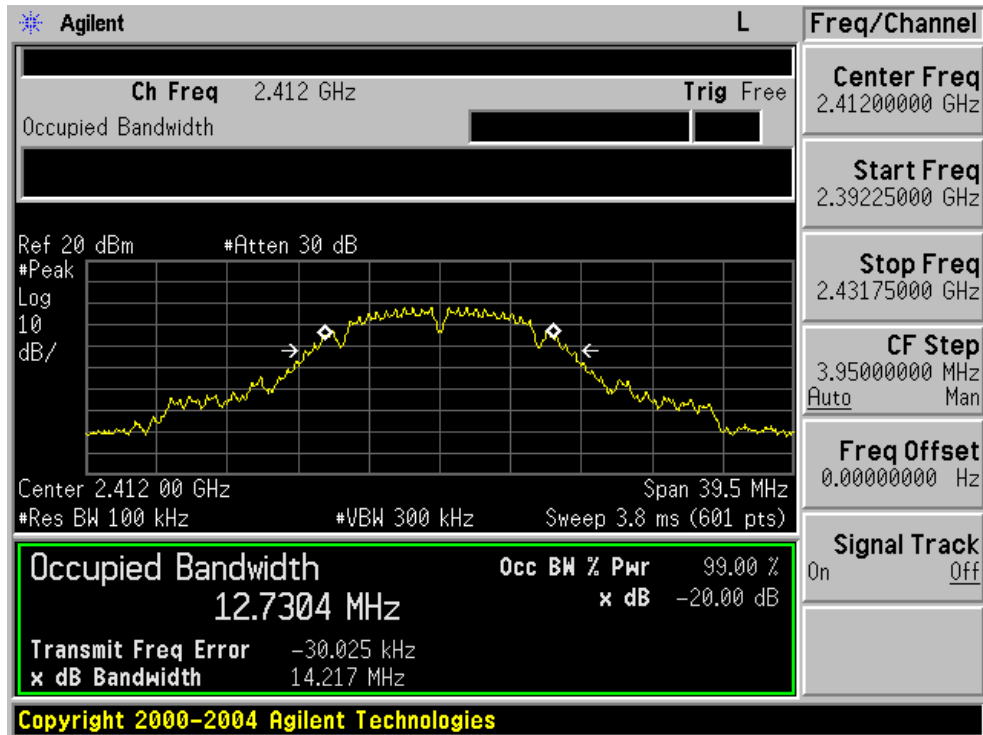 Agilent L Freq/Channel
Ch Freq 2.412 GHz Trig Free
Occupied Bandwidth
Ref 20 dBm #Atten 30 dB
#Peak
Log
10
dB/
Center 2.412 00 GHz Span 39.5 MHz
#Res BW 100 kHz #VBW 300 kHz Sweep 3.8 ms (601 pts)
Occupied Bandwidth
12.7304 MHz
Occ BW % Pwr 99.00 %
x dB -20.00 dB
Transmit Freq Error -30.025 kHz
x dB Bandwidth 14.217 MHz
Center Freq
2.41200000 GHz
Start Freq
2.39225000 GHz
Stop Freq
2.43175000 GHz
CF Step
3.95000000 MHz
Auto Man
Freq Offset
0.00000000 Hz
Signal Track
On Off
Copyright 2000-2004 Agilent Technologies